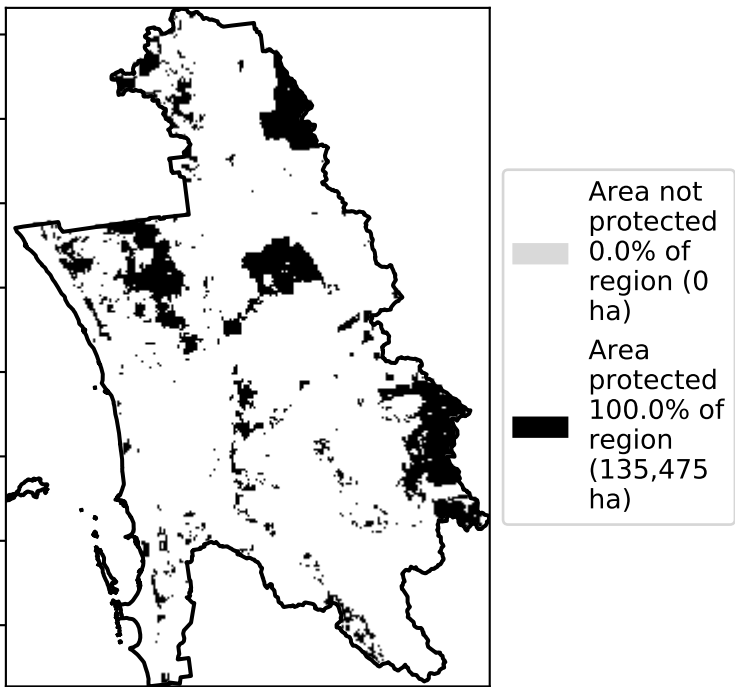 Area not
protected
0.0% of
region (0
ha)
Area
protected
100.0% of
region
(135,475
ha)